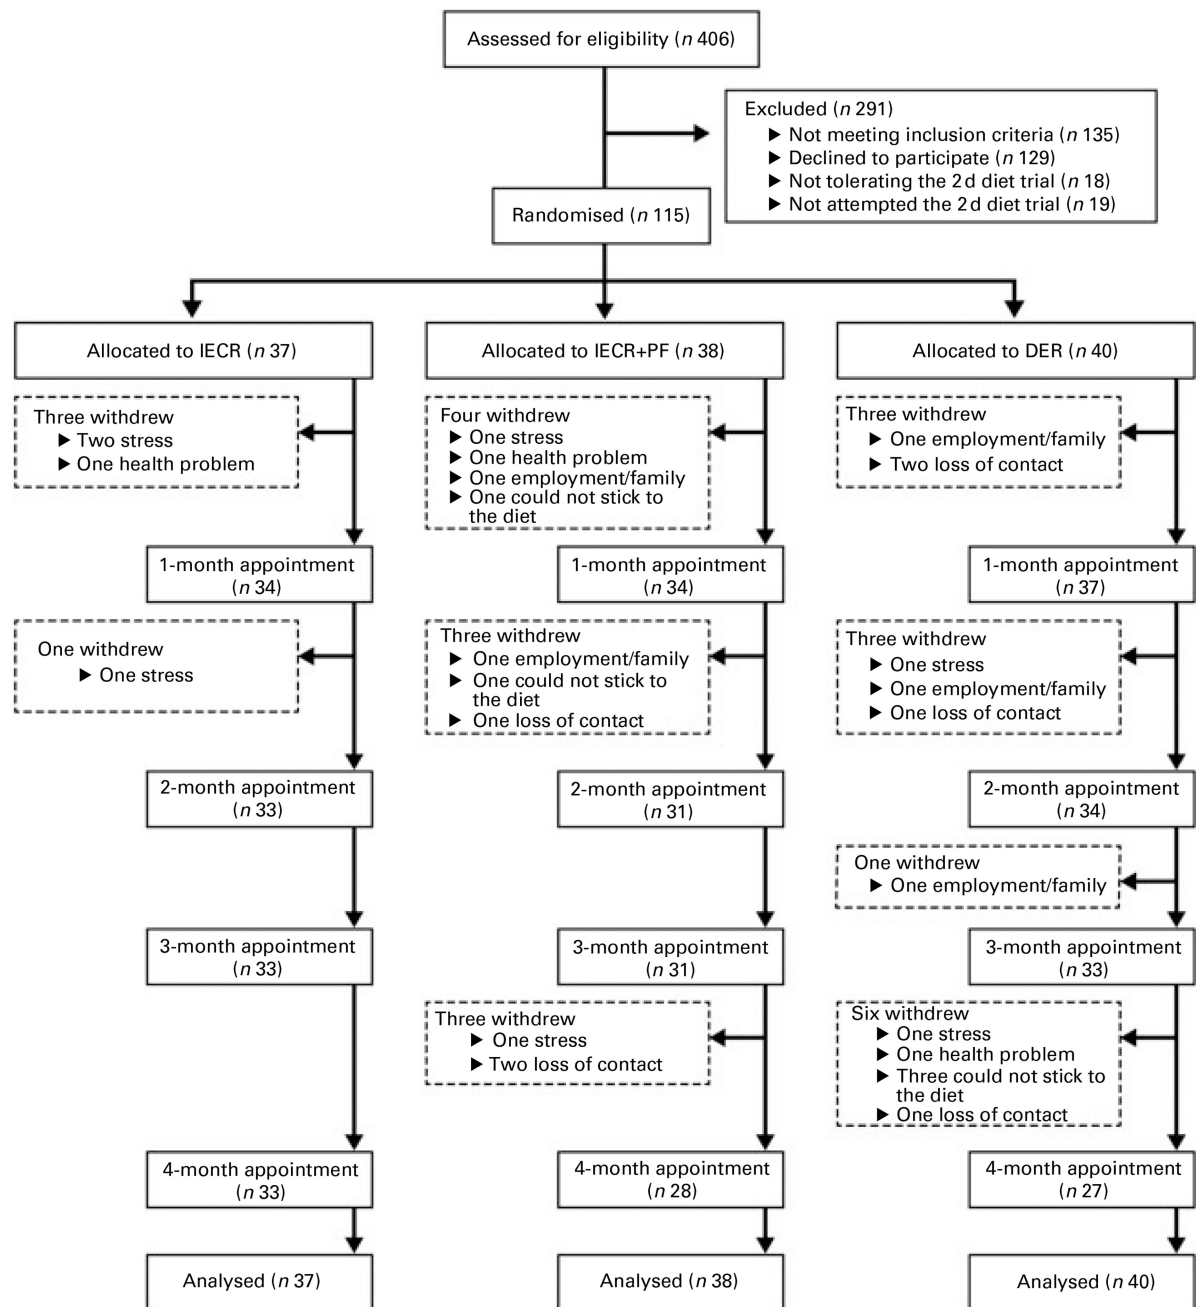 Assessed for eligibility (n 406)
Excluded (n 291)
▶ Not meeting inclusion criteria (n 135)
▶ Declined to participate (n 129)
▶ Not tolerating the 2 d diet trial (n 18)
▶ Not attempted the 2 d diet trial (n 19)
Randomised (n 115)
Allocated to IECR (n 37)
Allocated to IECR+PF (n 38)
Allocated to DER (n 40)
Three withdrew
▶ Two stress
▶ One health problem
Four withdrew
▶ One stress
▶ One health problem
▶ One employment/family
▶ One could not stick to
the diet
Three withdrew
▶ One employment/family
▶ Two loss of contact
1-month appointment
(n 34)
1-month appointment
(n 34)
1-month appointment
(n 37)
One withdrew
▶ One stress
Three withdrew
▶ One employment/family
▶ One could not stick to
the diet
▶ One loss of contact
Three withdrew
▶ One stress
▶ One employment/family
▶ One loss of contact
2-month appointment
(n 33)
2-month appointment
(n 31)
2-month appointment
(n 34)
One withdrew
▶ One employment/family
3-month appointment
(n 33)
3-month appointment
(n 31)
3-month appointment
(n 33)
Three withdrew
▶ One stress
▶ Two loss of contact
Six withdrew
▶ One stress
▶ One health problem
▶ Three could not stick to
the diet
▶ One loss of contact
4-month appointment
(n 33)
4-month appointment
(n 28)
4-month appointment
(n 27)
Analysed (n 37)
Analysed (n 38)
Analysed (n 40)